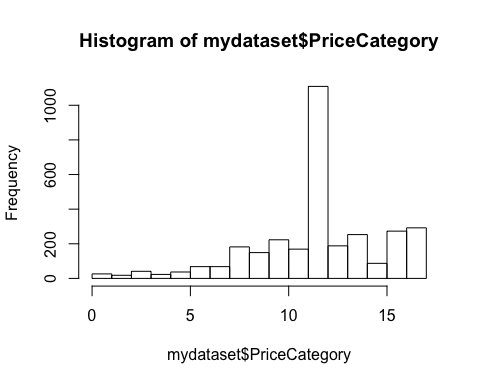 Histogram of mydataset$PriceCategory
Frequency
1000
600
200
0
0 5 10 15
mydataset$PriceCategory